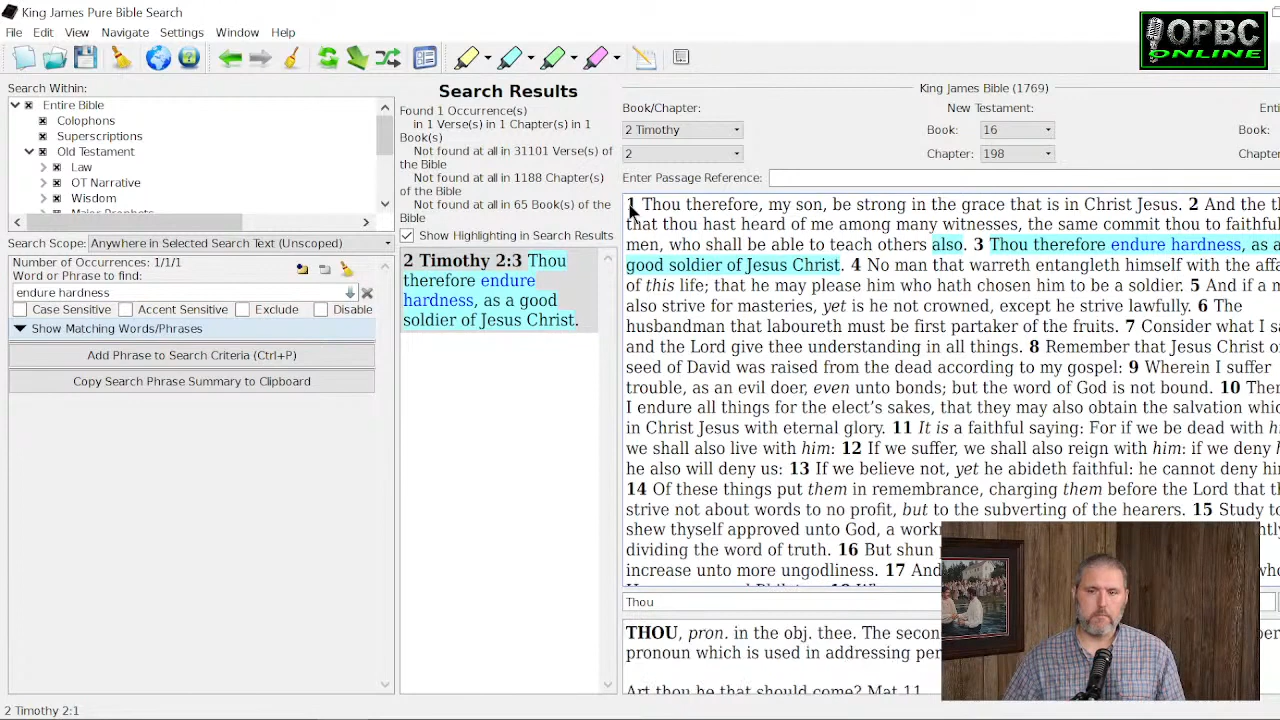 King James Pure Bible Search
File Edit View Navigate Settings Window Help
OPBC
ONLINE
Search Within:
Entire Bible
Colophons
Superscriptions
Old Testament
Law
OT Narrative
Wisdom
Major Prophets
Search Scope: Anywhere in Selected Search Text (Unscoped)
Number of Occurrences: 1/1/1
Word or Phrase to find:
endure hardness
Case Sensitive Accent Sensitive Exclude Disable
Show Matching Words/Phrases
Add Phrase to Search Criteria (Ctrl+P)
Copy Search Phrase Summary to Clipboard
Search Results
Found 1 Occurrence(s)
in 1 Verse(s) in 1 Chapter(s) in 1
Book(s)
Not found at all in 31101 Verse(s) of
the Bible
Not found at all in 1188 Chapter(s)
of the Bible
Not found at all in 65 Book(s) of the
Bible
Show Highlighting in Search Results
2 Timothy 2:3 Thou
therefore endure
hardness, as a good
soldier of Jesus Christ.
King James Bible (1769)
Book/Chapter: New Testament: Enti
2 Timothy Book: 16 Book:
2 Chapter: 198 Chapte
Enter Passage Reference:
1 Thou therefore, my son, be strong in the grace that is in Christ Jesus. 2 And the th
that thou hast heard of me among many witnesses, the same commit thou to faithfu
men, who shall be able to teach others also. 3 Thou therefore endure hardness, as a
good soldier of Jesus Christ. 4 No man that warreth entangleth himself with the affa
of this life; that he may please him who hath chosen him to be a soldier. 5 And if a m
also strive for masteries, yet is he not crowned, except he strive lawfully. 6 The
husbandman that laboureth must be first partaker of the fruits. 7 Consider what I s
and the Lord give thee understanding in all things. 8 Remember that Jesus Christ o
seed of David was raised from the dead according to my gospel: 9 Wherein I suffer
trouble, as an evil doer, even unto bonds; but the word of God is not bound. 10 Ther
I endure all things for the elect’s sakes, that they may also obtain the salvation whic
in Christ Jesus with eternal glory. 11 It is a faithful saying: For if we be dead with h
we shall also live with him: 12 If we suffer, we shall also reign with him: if we deny h
he also will deny us: 13 If we believe not, yet he abideth faithful: he cannot deny hi
14 Of these things put them in remembrance, charging them before the Lord that th
strive not about words to no profit, but to the subverting of the hearers. 15 Study to
shew thyself approved unto God, a work ntly
dividing the word of truth. 16 But shun
increase unto more ungodliness. 17 And who
Thou
THOU, pron. in the obj. thee. The secon per
pronoun which is used in addressing per
Art thou he that should come? Mat 11.
2 Timothy 2:1